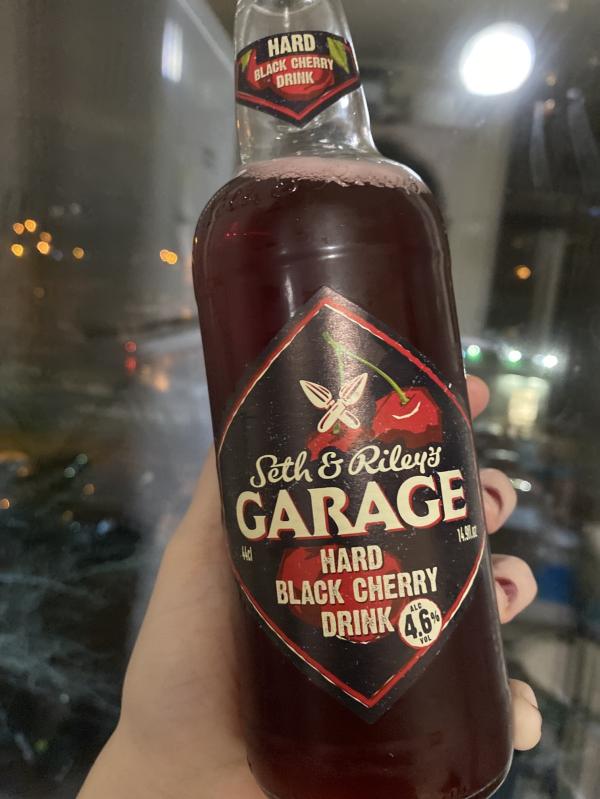 HARD
BLACK CHERRY
DRINK
Seth & Riley's
GARAGE
44cl
14.9fl.oz
HARD
BLACK CHERRY
DRINK
ALC
4.6%
VOL